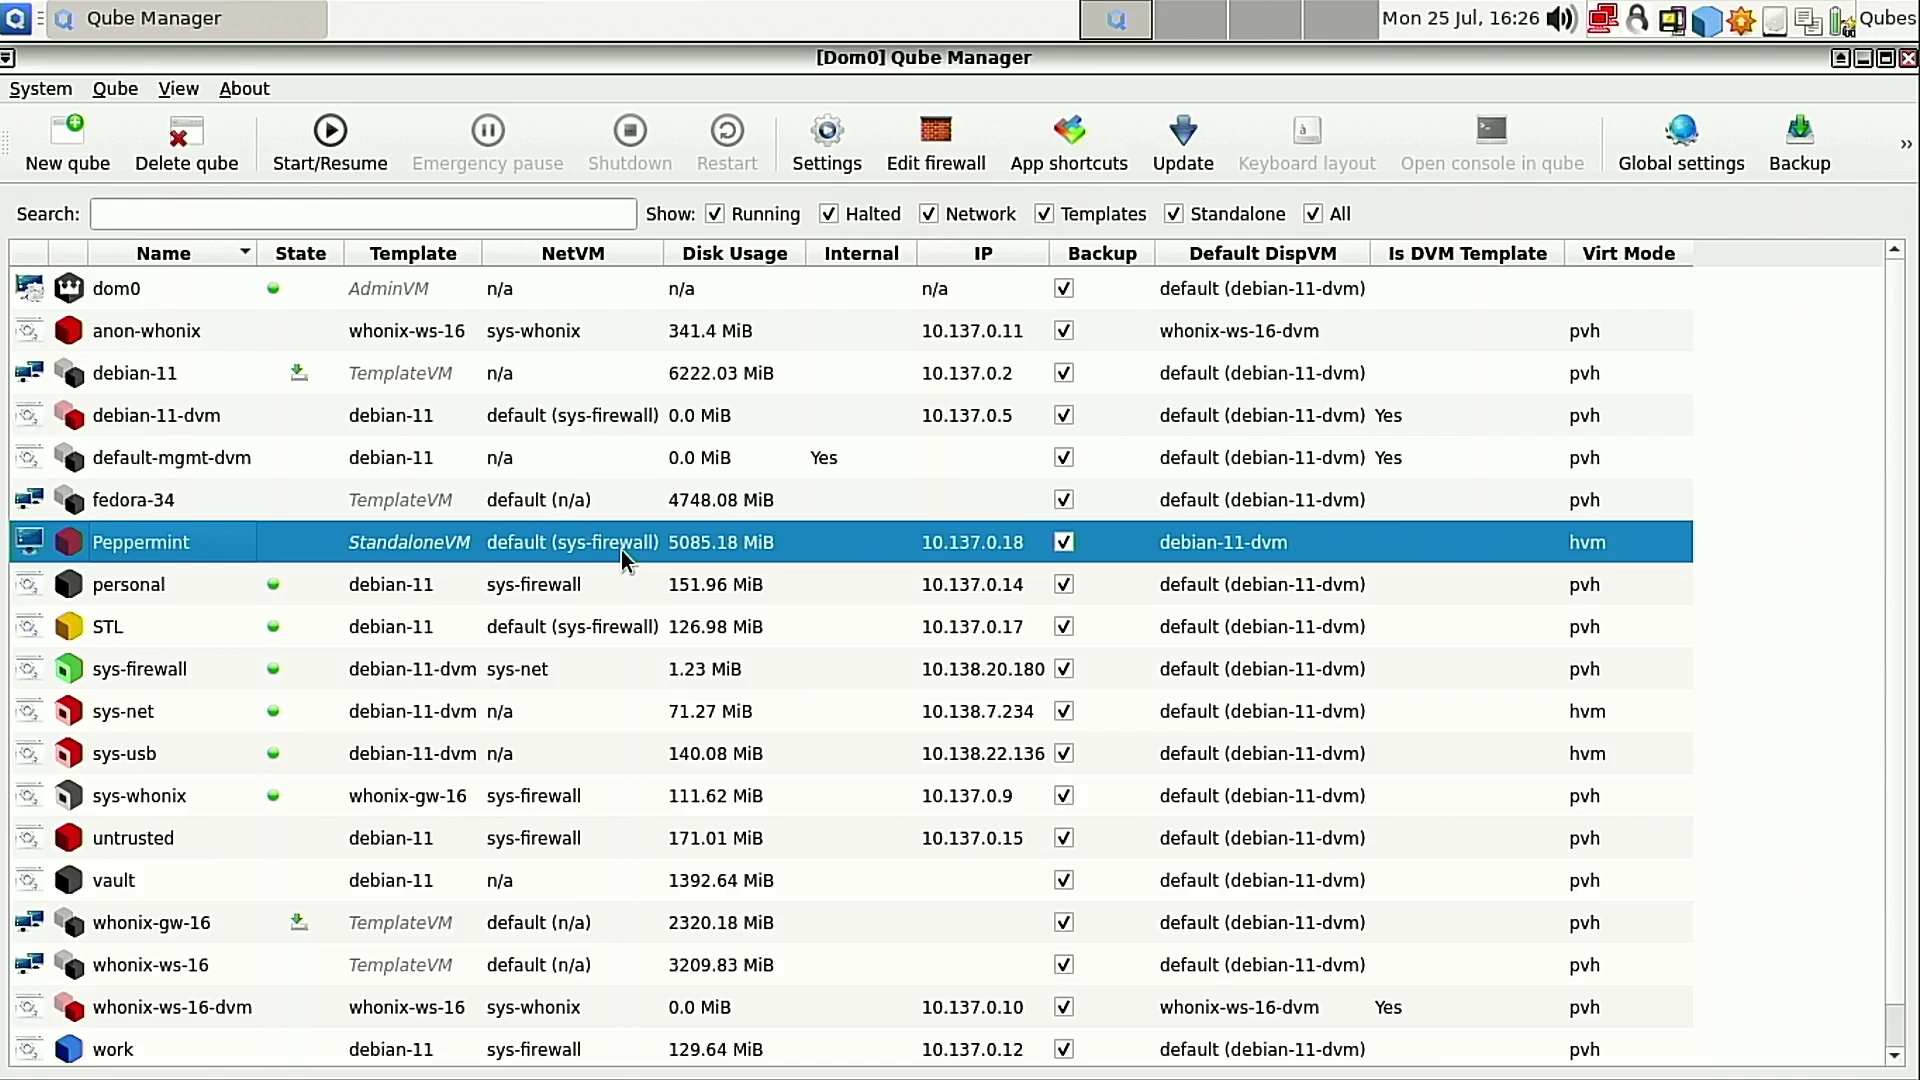 Qube Manager Mon 25 Jul, 16:26 Qubes
[Dom0] Qube Manager
System Qube View About
New qube Delete qube Start/Resume Emergency pause Shutdown Restart Settings Edit firewall App shortcuts Update Keyboard layout Open console in qube Global settings Backup »
Search: Show: Running Halted Network Templates Standalone All
Name State Template NetVM Disk Usage Internal IP Backup Default DispVM Is DVM Template Virt Mode
dom0 AdminVM n/a n/a n/a default (debian-11-dvm)
anon-whonix whonix-ws-16 sys-whonix 341.4 MiB 10.137.0.11 whonix-ws-16-dvm pvh
debian-11 TemplateVM n/a 6222.03 MiB 10.137.0.2 default (debian-11-dvm) pvh
debian-11-dvm debian-11 default (sys-firewall) 0.0 MiB 10.137.0.5 default (debian-11-dvm) Yes pvh
default-mgmt-dvm debian-11 n/a 0.0 MiB Yes default (debian-11-dvm) Yes pvh
fedora-34 TemplateVM default (n/a) 4748.08 MiB default (debian-11-dvm) pvh
Peppermint StandaloneVM default (sys-firewall) 5085.18 MiB 10.137.0.18 debian-11-dvm hvm
personal debian-11 sys-firewall 151.96 MiB 10.137.0.14 default (debian-11-dvm) pvh
STL debian-11 default (sys-firewall) 126.98 MiB 10.137.0.17 default (debian-11-dvm) pvh
sys-firewall debian-11-dvm sys-net 1.23 MiB 10.138.20.180 default (debian-11-dvm) pvh
sys-net debian-11-dvm n/a 71.27 MiB 10.138.7.234 default (debian-11-dvm) hvm
sys-usb debian-11-dvm n/a 140.08 MiB 10.138.22.136 default (debian-11-dvm) hvm
sys-whonix whonix-gw-16 sys-firewall 111.62 MiB 10.137.0.9 default (debian-11-dvm) pvh
untrusted debian-11 sys-firewall 171.01 MiB 10.137.0.15 default (debian-11-dvm) pvh
vault debian-11 n/a 1392.64 MiB default (debian-11-dvm) pvh
whonix-gw-16 TemplateVM default (n/a) 2320.18 MiB default (debian-11-dvm) pvh
whonix-ws-16 TemplateVM default (n/a) 3209.83 MiB default (debian-11-dvm) pvh
whonix-ws-16-dvm whonix-ws-16 sys-whonix 0.0 MiB 10.137.0.10 whonix-ws-16-dvm Yes pvh
work debian-11 sys-firewall 129.64 MiB 10.137.0.12 default (debian-11-dvm) pvh